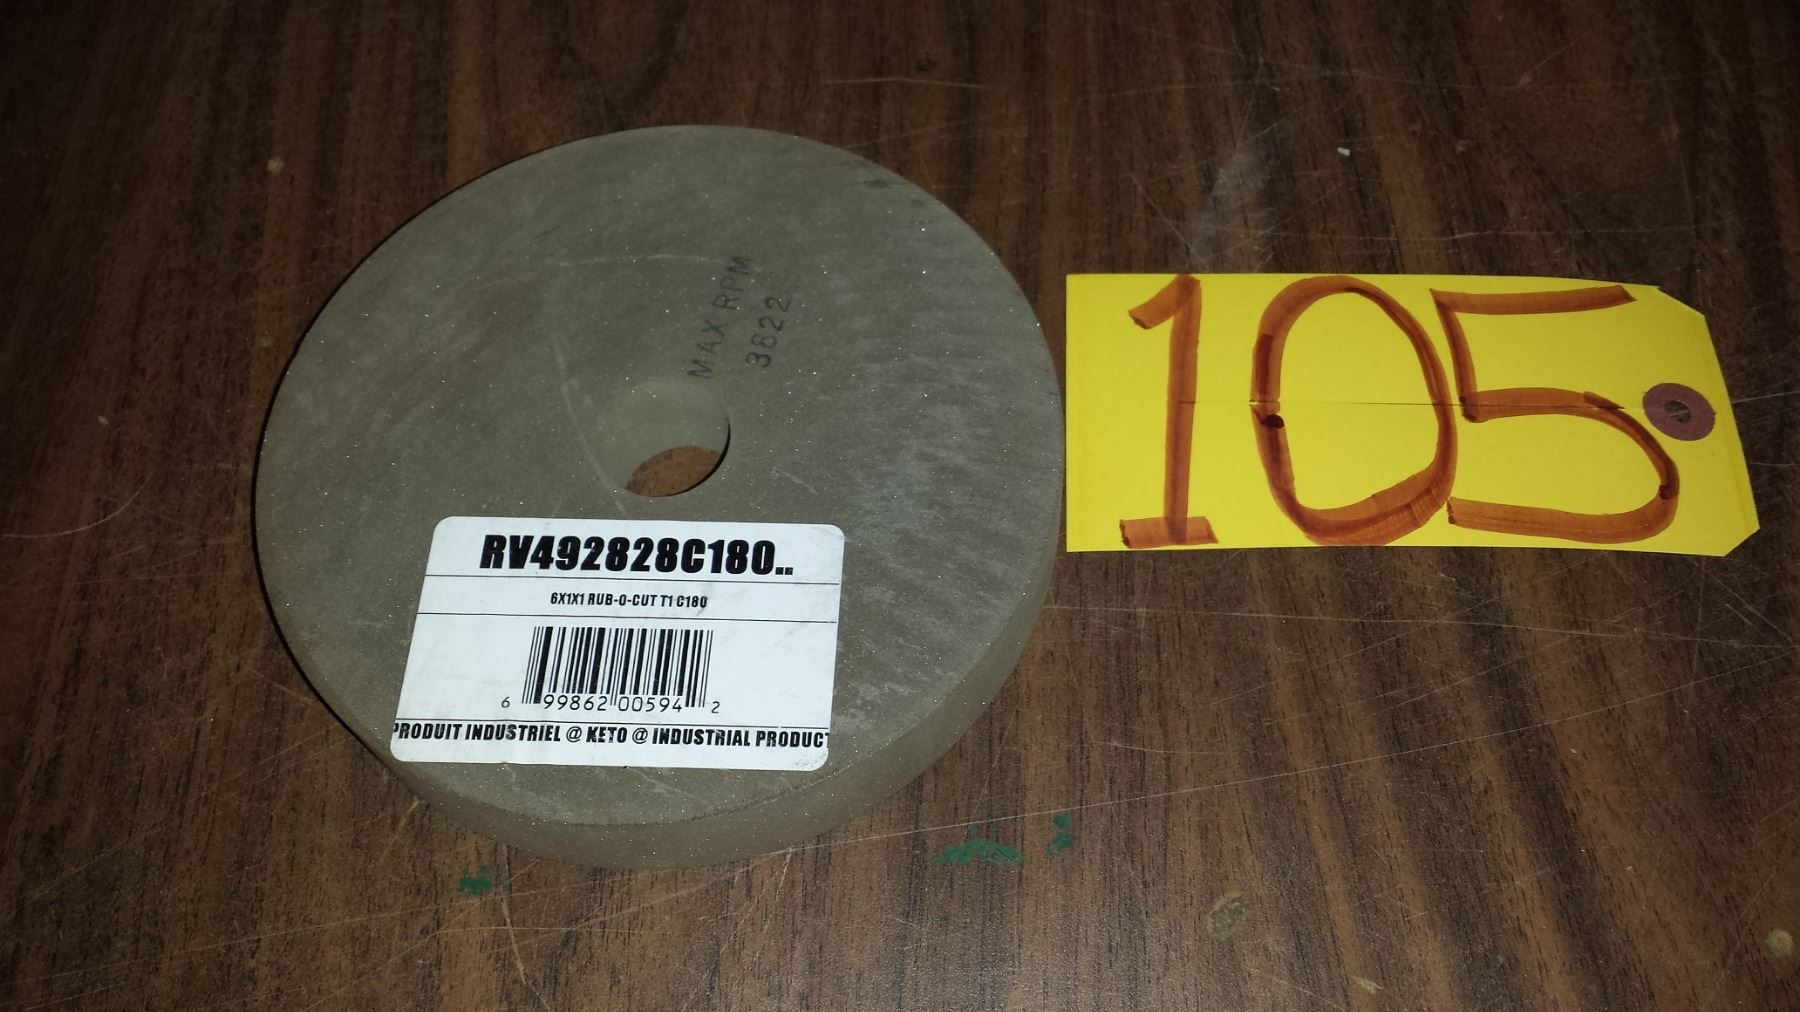 MAX RPM
3822
105
RV492828C180..
6X1X1 RUB-O-CUT T1 C180
6 99862 00594 2
PRODUIT INDUSTRIEL @ KETO @ INDUSTRIAL PRODUCT